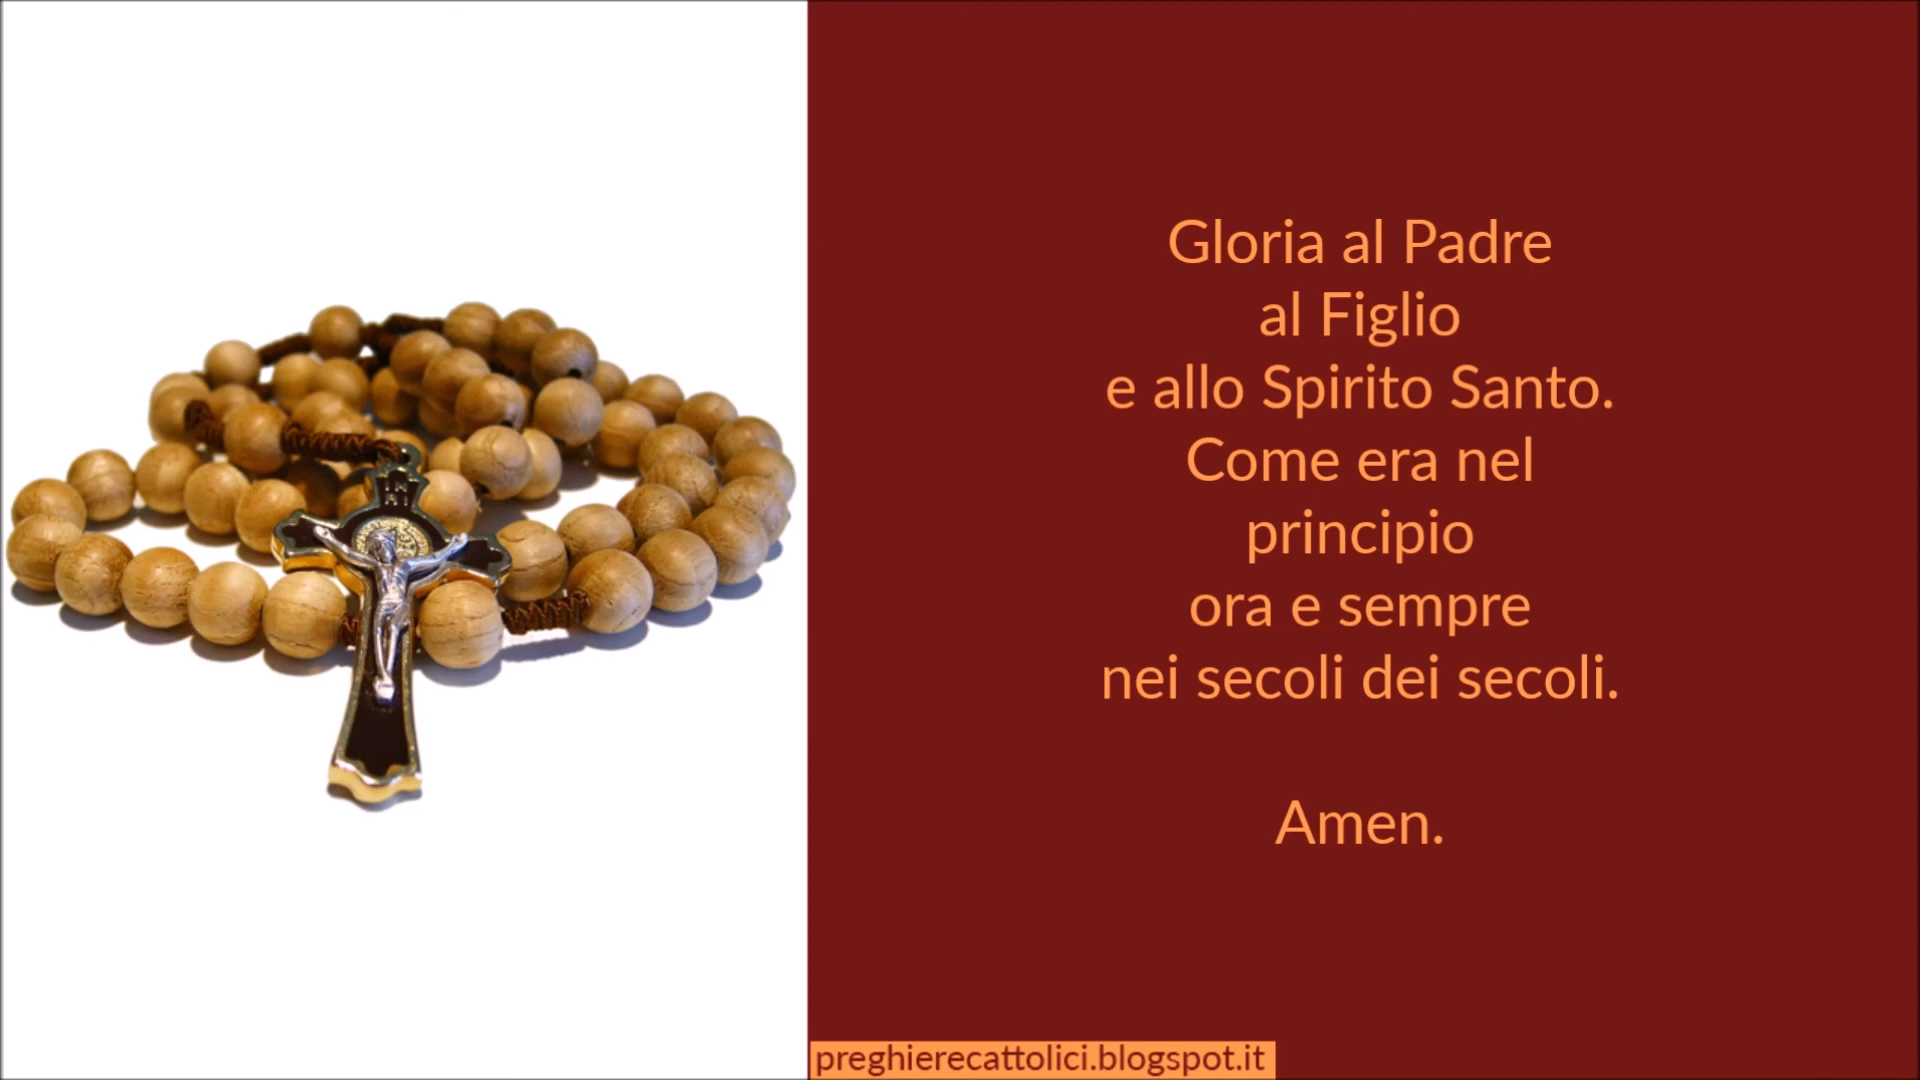 Gloria al Padre
al Figlio
e allo Spirito Santo.
Come era nel
principio
ora e sempre
nei secoli dei secoli.
Amen.
preghierecattolici.blogspot.it